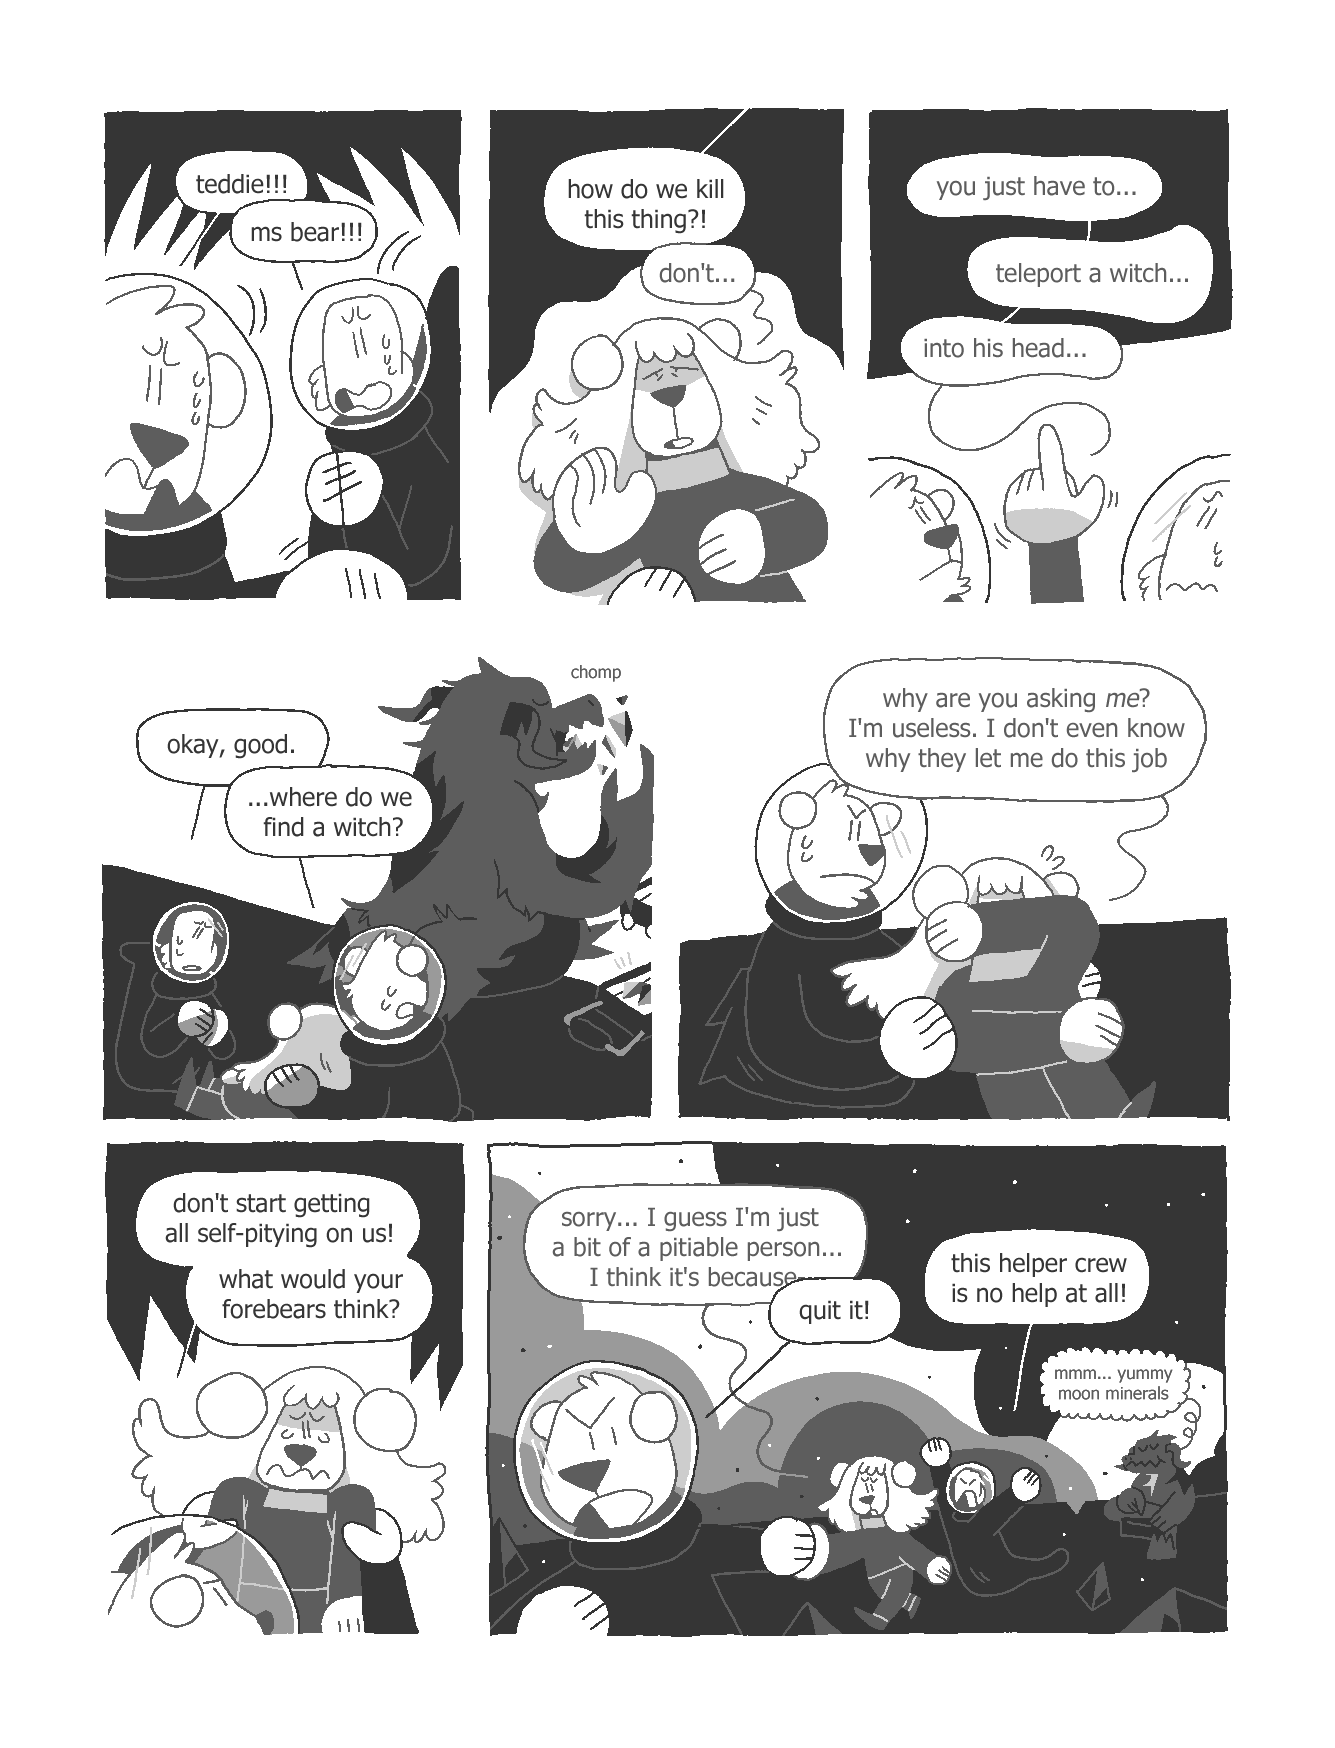 teddie!!!
ms bear!!!
how do we kill
this thing?!
don't...
you just have to...
teleport a witch...
into his head...
okay, good.
...where do we
find a witch?
chomp
why are you asking me?
I'm useless. I don't even know
why they let me do this job
don't start getting
all self-pitying on us!
what would your
forebears think?
sorry... I guess I'm just
a bit of a pitiable person...
I think it's because
quit it!
this helper crew
is no help at all!
mmm... yummy
moon minerals